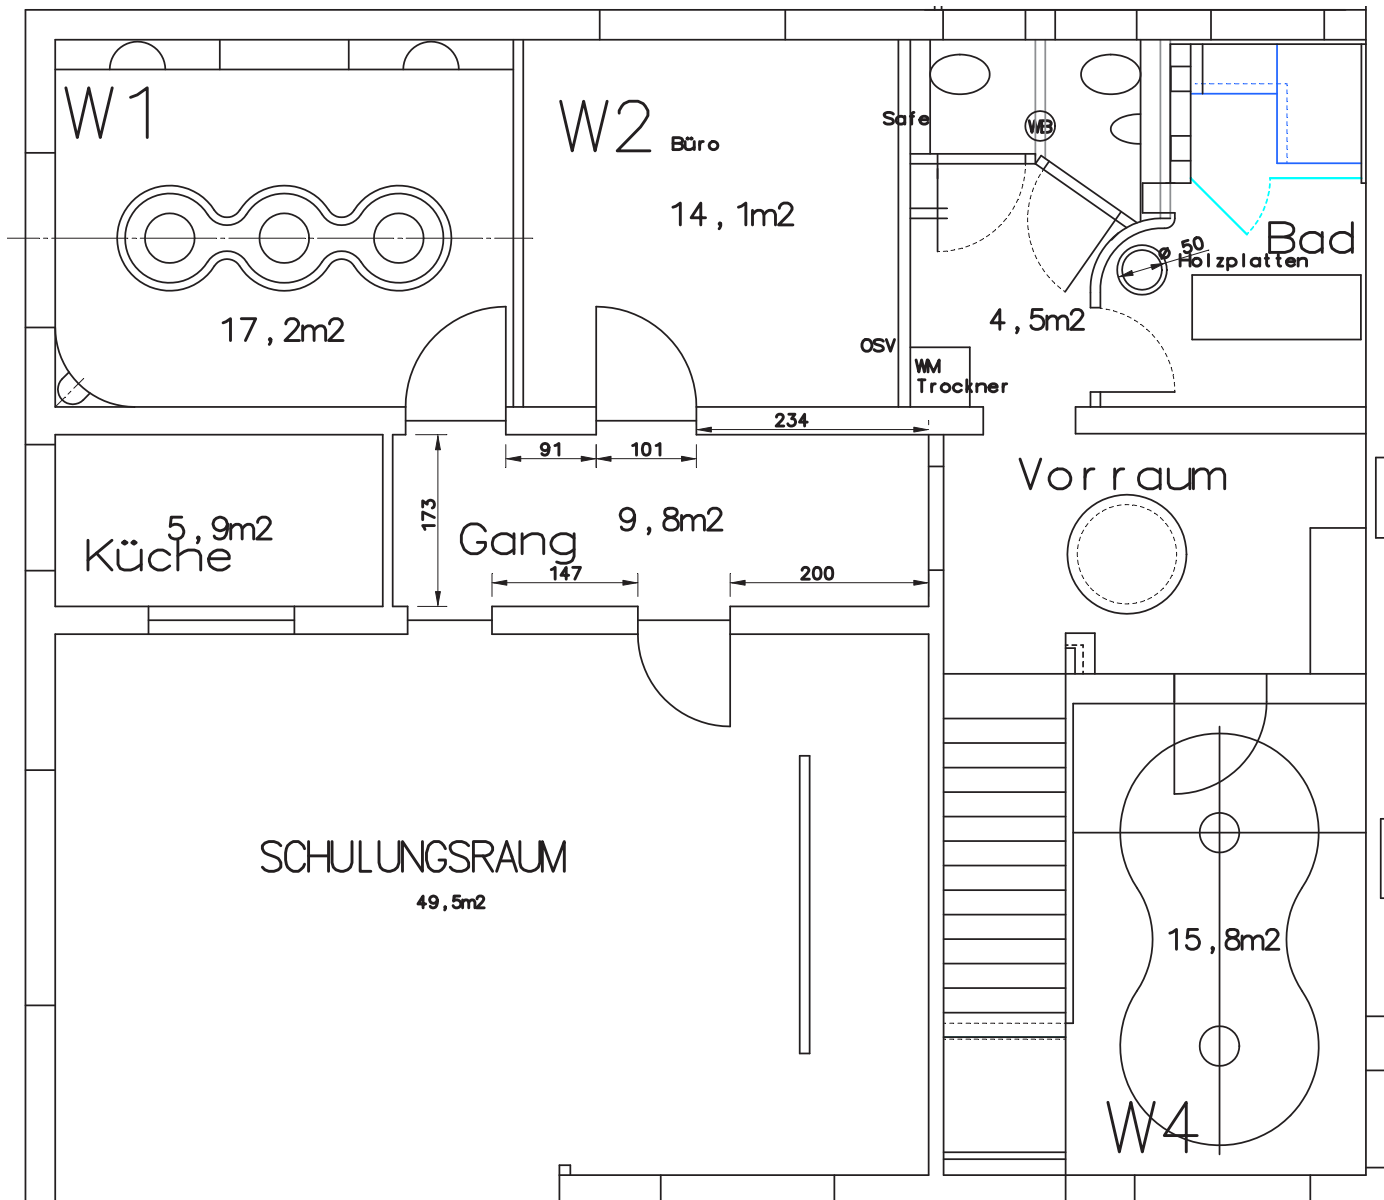 W1
W2
Büro
Safe
WB
14,1m2
Bad
ø 50
Holzplatten
17,2m2
4,5m2
OSV
WM
Trockner
234
91
101
Vorraum
173
9,8m2
5,9m2
Küche
Gang
147
200
SCHULUNGSRAUM
49,5m2
15,8m2
W4